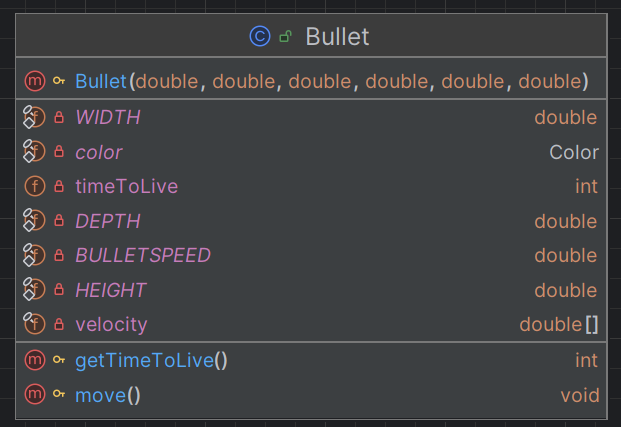 Bullet
Bullet(double, double, double, double, double, double)
WIDTH double
color Color
timeToLive int
DEPTH double
BULLETSPEED double
HEIGHT double
velocity double[]
getTimeToLive() int
move() void